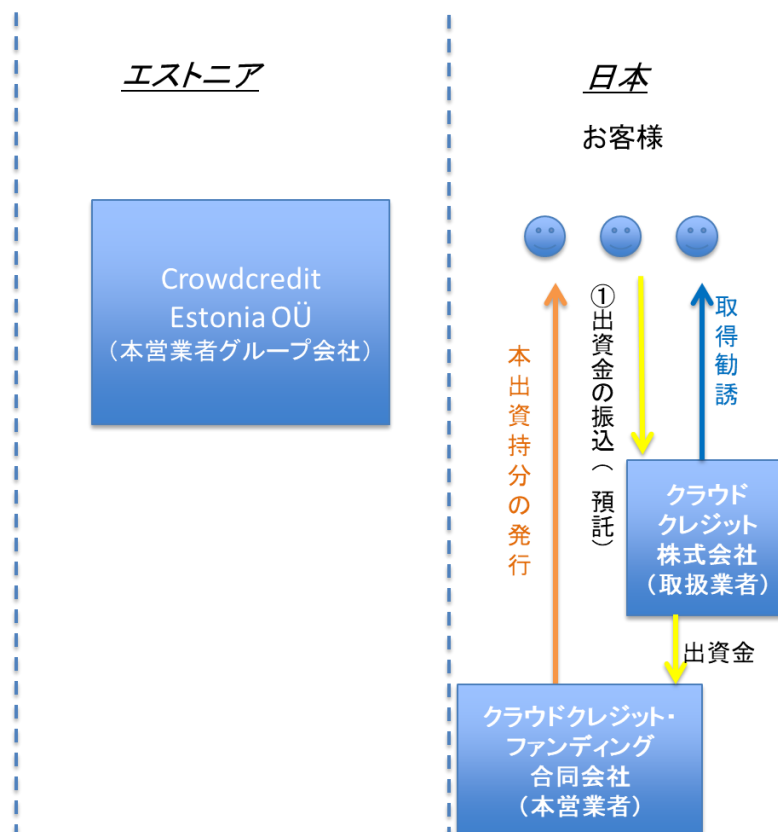 エストニア
日本
お客様
Crowdcredit
Estonia OÜ
（本営業者グループ会社）
本出資持分の発行
①出資金の振込（預託）
取得勧誘
クラウド
クレジット
株式会社
（取扱業者）
出資金
クラウドクレジット・
ファンディング
合同会社
（本営業者）